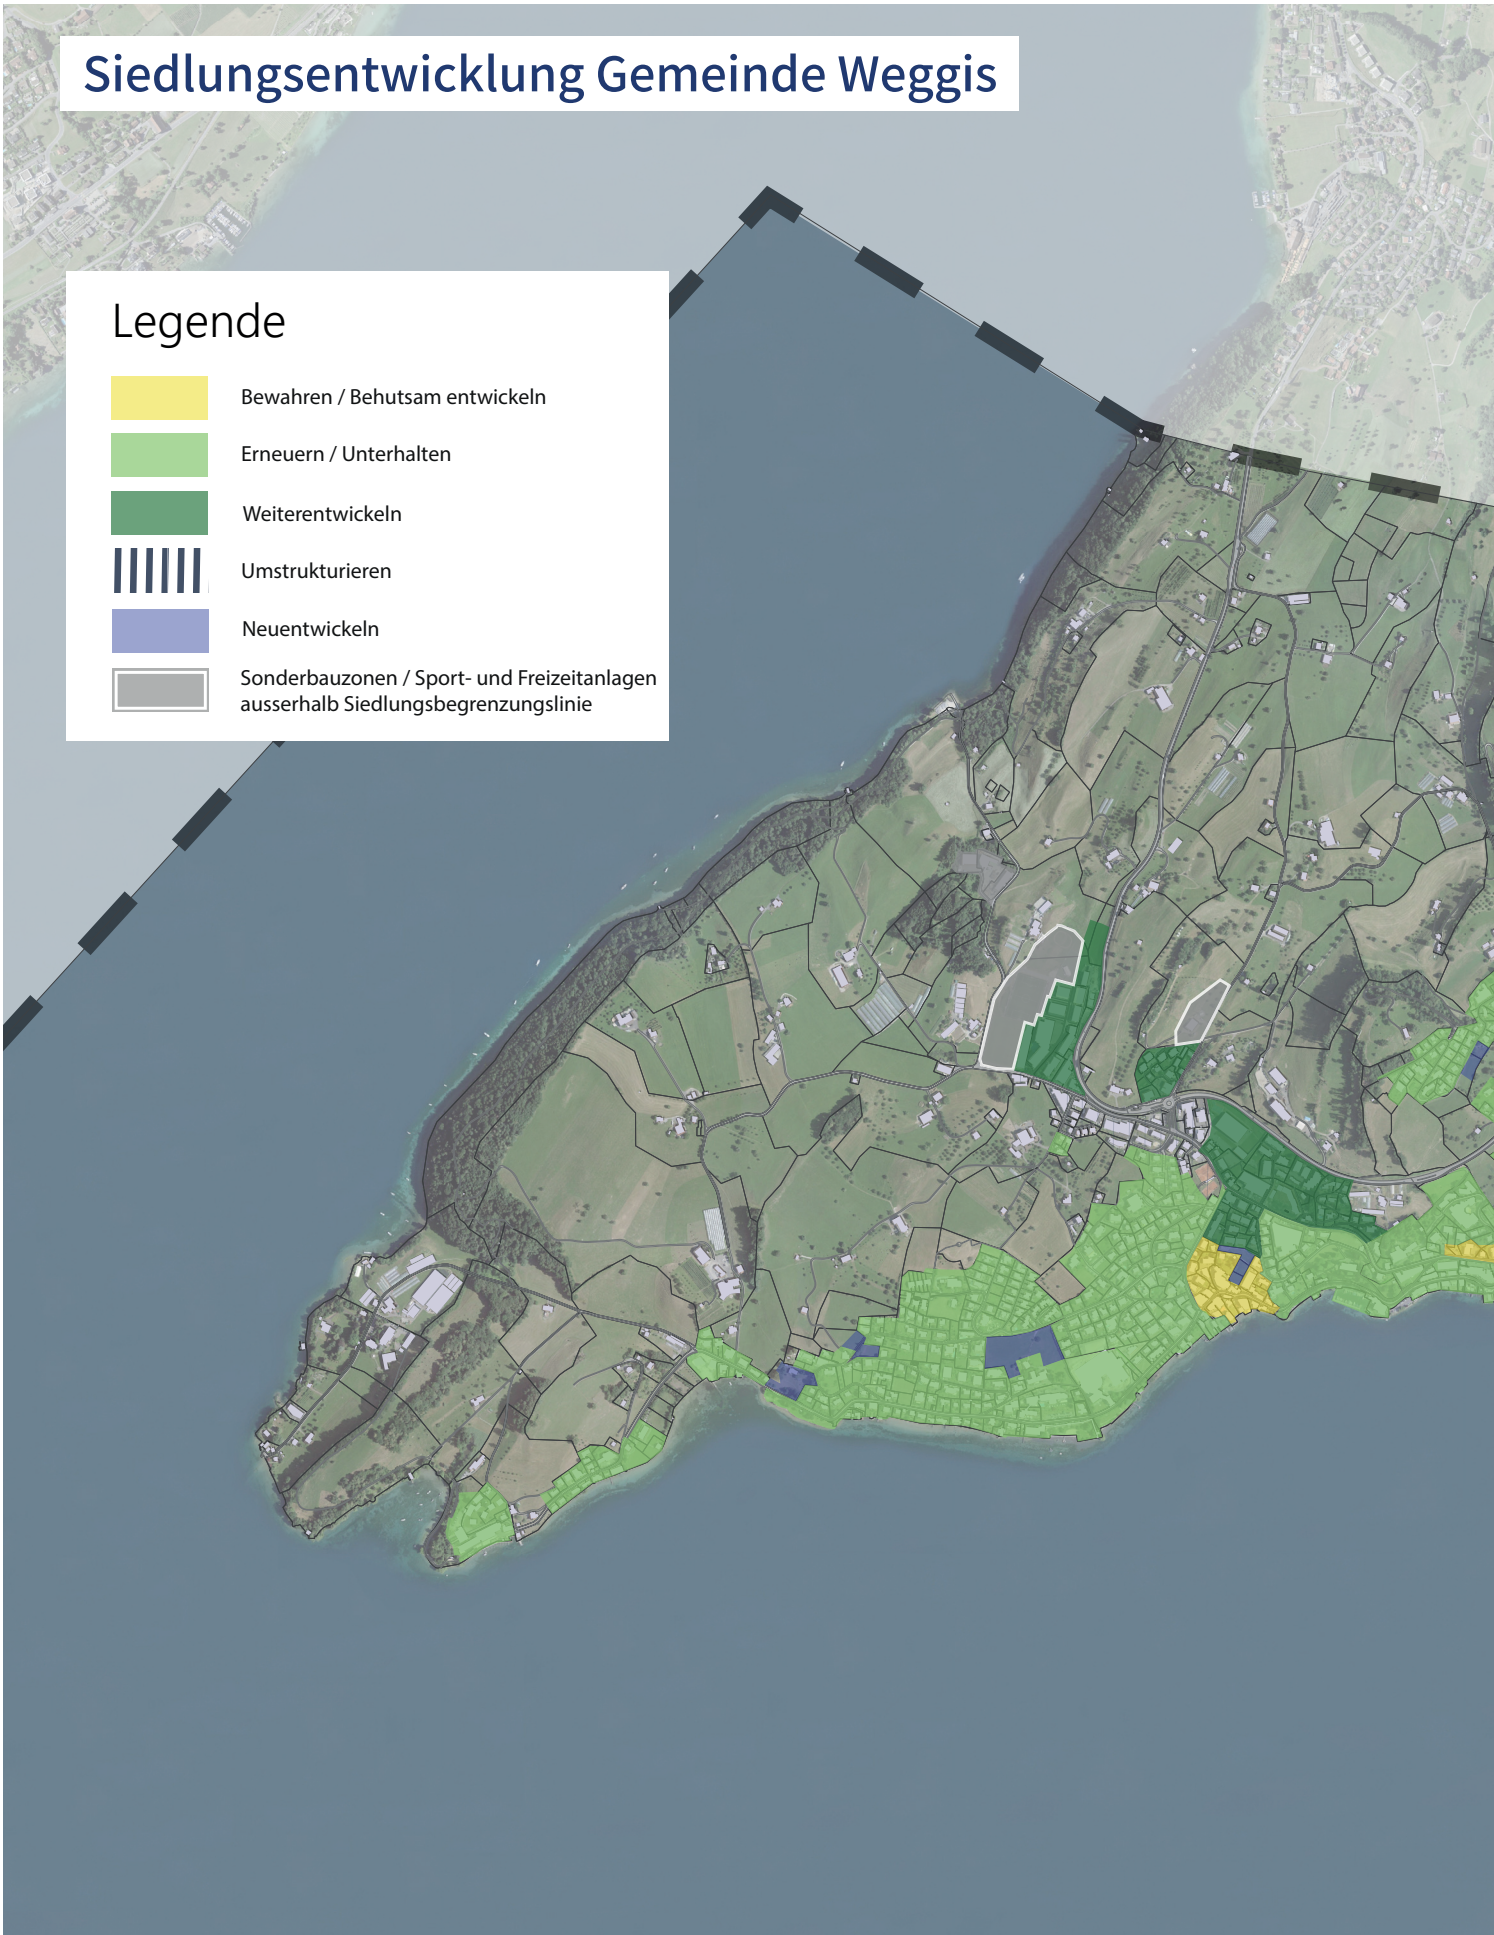 Siedlungsentwicklung Gemeinde Weggis
Legende
Bewahren / Behutsam entwickeln
Erneuern / Unterhalten
Weiterentwickeln
Umstrukturieren
Neuentwickeln
Sonderbauzonen / Sport- und Freizeitanlagen
ausserhalb Siedlungsbegrenzungslinie